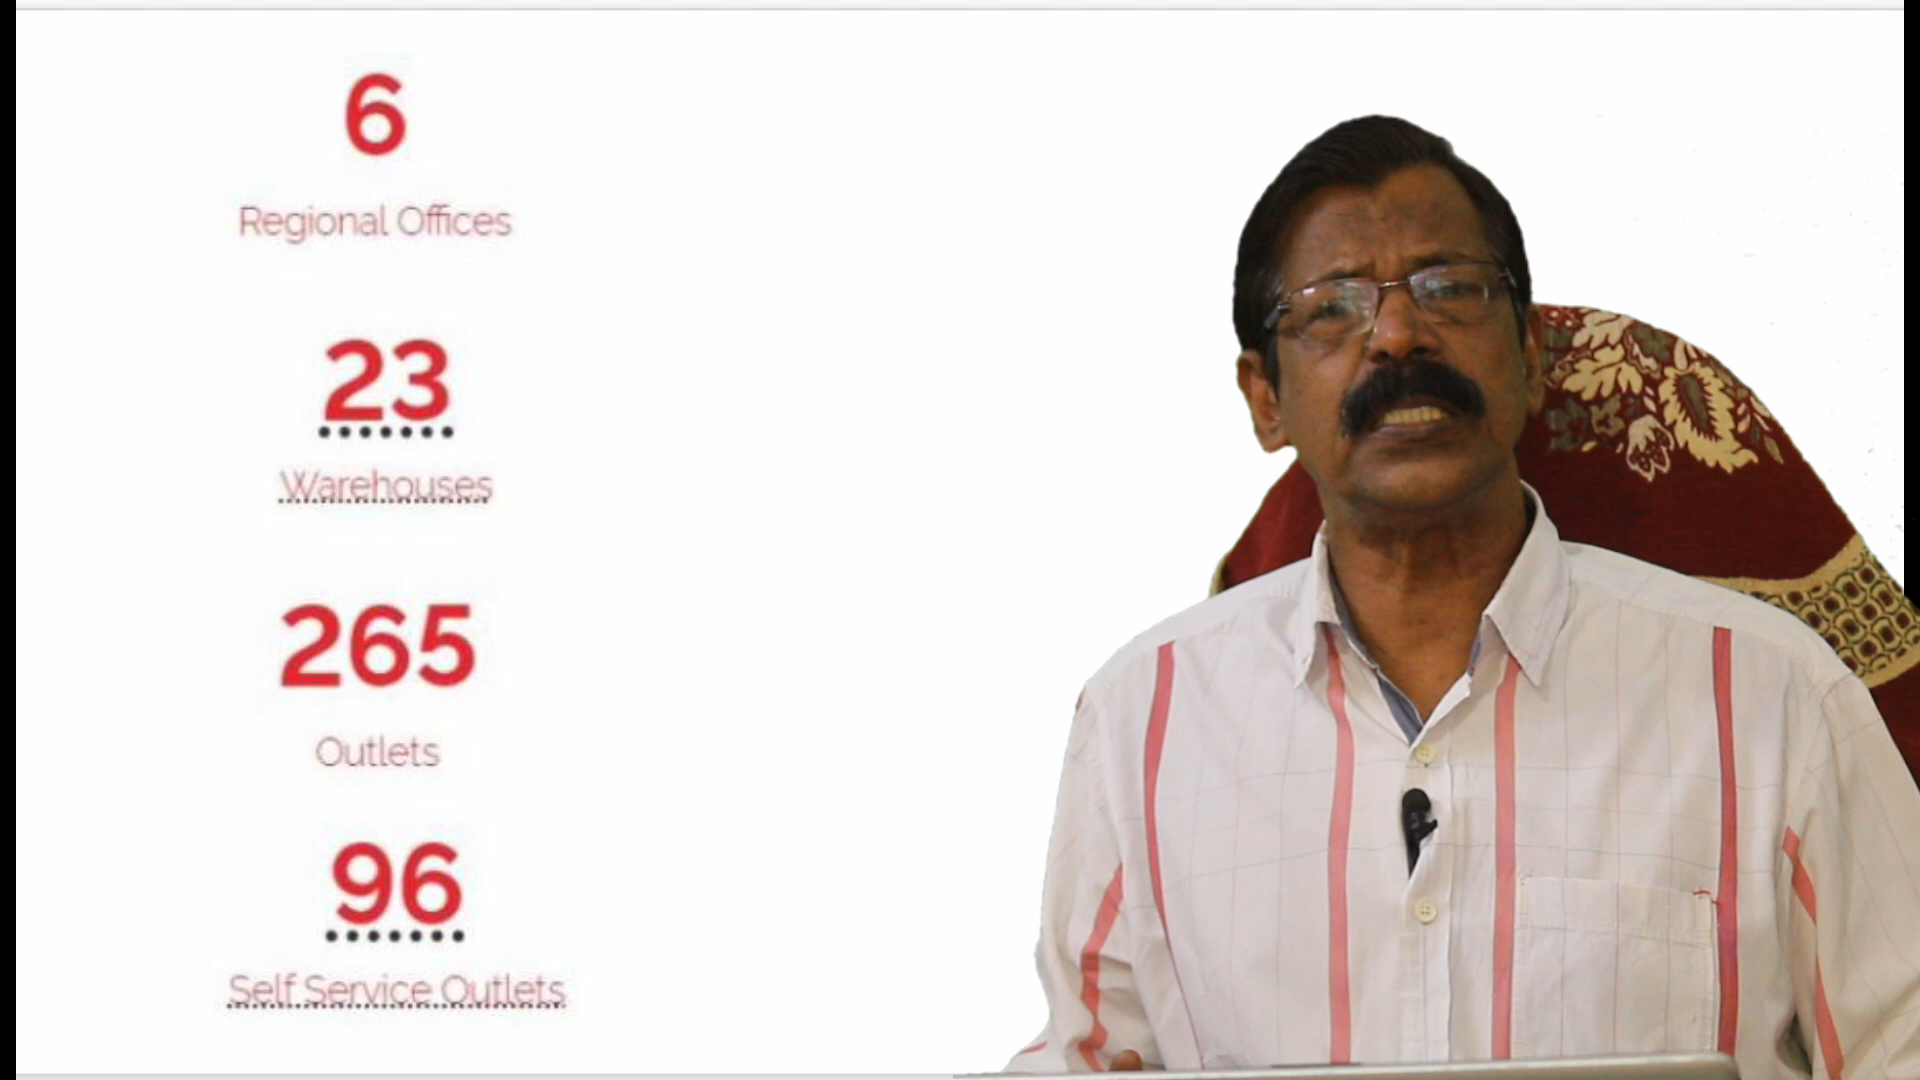 6
Regional Offices
23
Warehouses
265
Outlets
96
Self Service Outlets